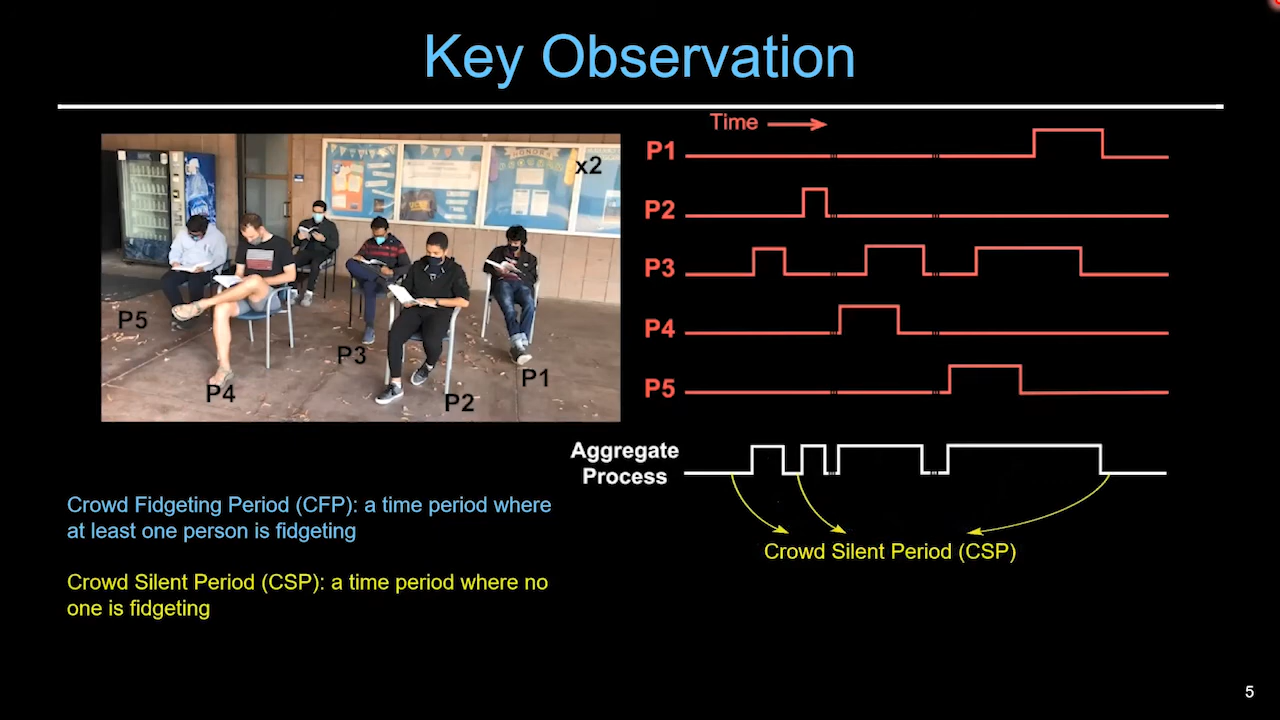 Key Observation
x2
P5
P4
P3
P2
P1
Time
P1
P2
P3
P4
P5
Aggregate
Process
Crowd Silent Period (CSP)
Crowd Fidgeting Period (CFP): a time period where
at least one person is fidgeting
Crowd Silent Period (CSP): a time period where no
one is fidgeting
5